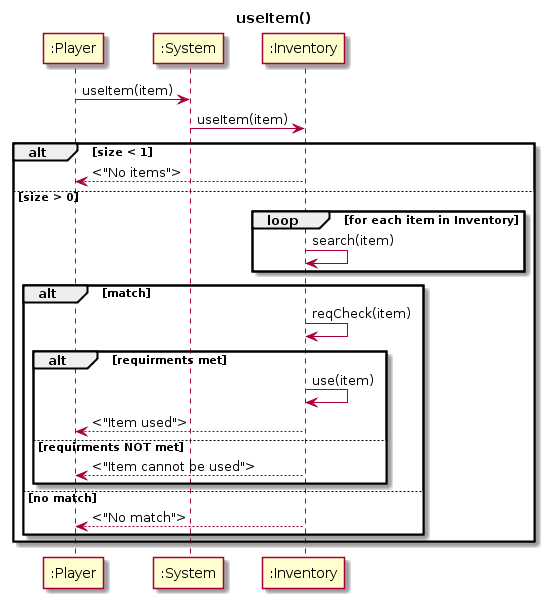 useItem()
:Player :System :Inventory
useItem(item)
useItem(item)
alt [size < 1]
<"No items">
[size > 0]
loop [for each item in Inventory]
search(item)
alt [match]
reqCheck(item)
alt [requirments met]
use(item)
<"Item used">
[requirments NOT met]
<"Item cannot be used">
[no match]
<"No match">
:Player :System :Inventory